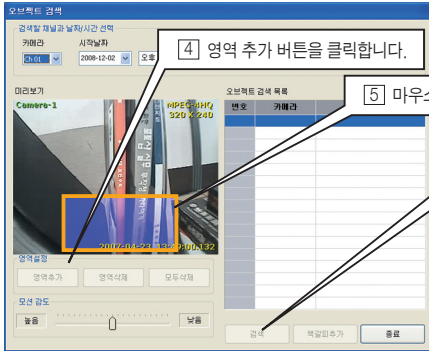 오브젝트 검색
검색할 채널과 날짜/시간 선택
카메라 시작날짜
Ch 01 2008-12-02 오후
4 영역 추가 버튼을 클릭합니다.
미리보기 오브젝트 검색 목록
5 마우스
번호 카메라
Camera-1 MPEG-4HQ
320 X 240
2007-04-23 13:49:00.132
영역설정
영역추가 영역삭제 모두삭제
모션 감도
높음 낮음
검색 책갈피추가 종료